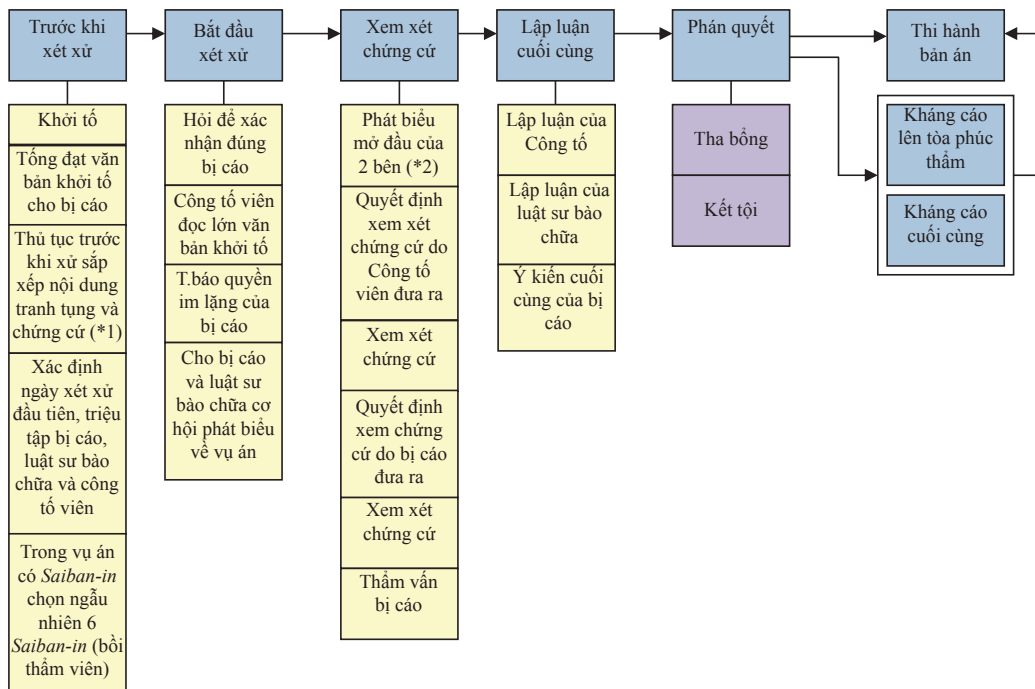 Trước khi
xét xử
Bắt đầu
xét xử
Xem xét
chứng cứ
Lập luận
cuối cùng
Phán quyết
Thi hành
bản án
Khởi tố
Tống đạt văn
bản khởi tố
cho bị cáo
Thủ tục trước
khi xử sắp
xếp nội dung
tranh tụng và
chứng cứ (*1)
Xác định
ngày xét xử
đầu tiên, triệu
tập bị cáo,
luật sư bào
chữa và công
tố viên
Trong vụ án
có Saiban-in
chọn ngẫu
nhiên 6
Saiban-in (bồi
thẩm viên)
Hỏi để xác
nhận đúng
bị cáo
Công tố viên
đọc lớn văn
bản khởi tố
T.báo quyền
im lặng của
bị cáo
Cho bị cáo
và luật sư
bào chữa cơ
hội phát biểu
về vụ án
Phát biểu
mở đầu của
2 bên (*2)
Quyết định
xem xét
chứng cứ do
Công tố
viên đưa ra
Xem xét
chứng cứ
Quyết định
xem chứng
cứ do bị cáo
đưa ra
Xem xét
chứng cứ
Thẩm vấn
bị cáo
Lập luận của
Công tố
Lập luận của
luật sư bào
chữa
Ý kiến cuối
cùng của bị
cáo
Tha bổng
Kết tội
Kháng cáo
lên tòa phúc
thẩm
Kháng cáo
cuối cùng